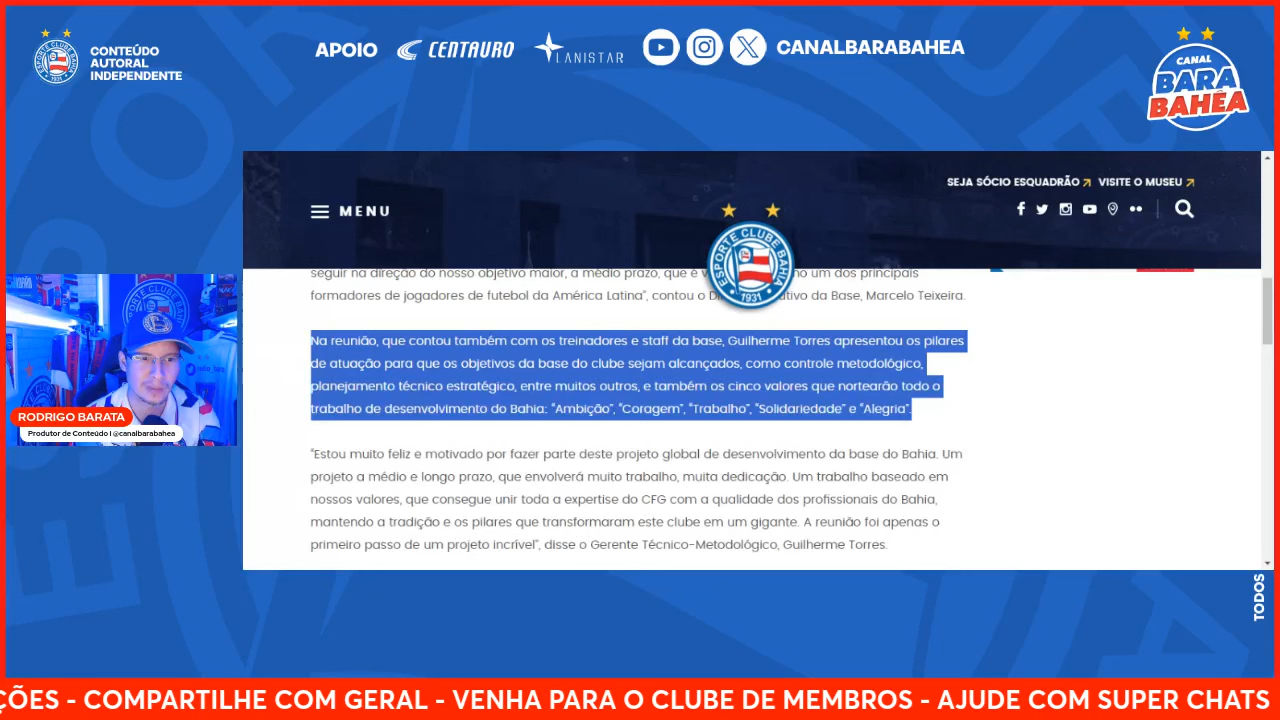 CONTEÚDO
AUTORAL
INDEPENDENTE
ESPORTE CLUBE BAHIA
1931
APOIO
CENTAURO
LANISTAR
CANALBARABAHEA
CANAL
BARA
BAHÊA
SEJA SÓCIO ESQUADRÃO
VISITE O MUSEU
MENU
ESPORTE CLUBE BAHIA
1931
seguir na direção do nosso objetivo maior, a médio prazo, que é v
no um dos principais
formadores de jogadores de futebol da América Latina", contou o Di
ativo da Base, Marcelo Teixeira.
Na reunião, que contou também com os treinadores e staff da base, Guilherme Torres apresentou os pilares
de atuação para que os objetivos da base do clube sejam alcançados, como controle metodológico,
planejamento técnico estratégico, entre muitos outros, e também os cinco valores que nortearão todo o
trabalho de desenvolvimento do Bahia: "Ambição", "Coragem", "Trabalho", "Solidariedade" e "Alegria".
"Estou muito feliz e motivado por fazer parte deste projeto global de desenvolvimento da base do Bahia. Um
projeto a médio e longo prazo, que envolverá muito trabalho, muita dedicação. Um trabalho baseado em
nossos valores, que consegue unir toda a expertise do CFG com a qualidade dos profissionais do Bahia,
mantendo a tradição e os pilares que transformaram este clube em um gigante. A reunião foi apenas o
primeiro passo de um projeto incrível", disse o Gerente Técnico-Metodológico, Guilherme Torres.
RODRIGO BARATA
Produtor de Conteúdo | @canalbarabahea
TODOS
ÇÕES - COMPARTILHE COM GERAL - VENHA PARA O CLUBE DE MEMBROS - AJUDE COM SUPER CHATS